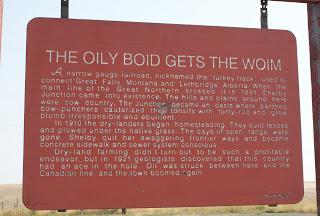 THE OILY BOID GETS THE WOIM
A narrow gauge railroad, nicknamed the "turkey track" used to
connect Great Falls, Montana and Lethbridge, Alberta. When the
main line of the Great Northern crossed it in 1891, Shelby
Junction came into existence. The hills and plains around here
were cow country. The Junction became an oasis where parched
cow-punchers cauterized their tonsils with forty-rod and grew
plumb irresponsible and ebullient.
In 1910 the dry-landers began homesteading. They built fences
and plowed under the native grass. The days of open range were
gone. Shelby quit her swaggering frontier ways and became
concrete sidewalk and sewer system conscious.
Dry-land farming didn't turn out to be such a profitable
endeavor, but in 1921 geologists discovered that this country
had an ace in the hole. Oil was struck between here and the
Canadian line, and the town boomed again.